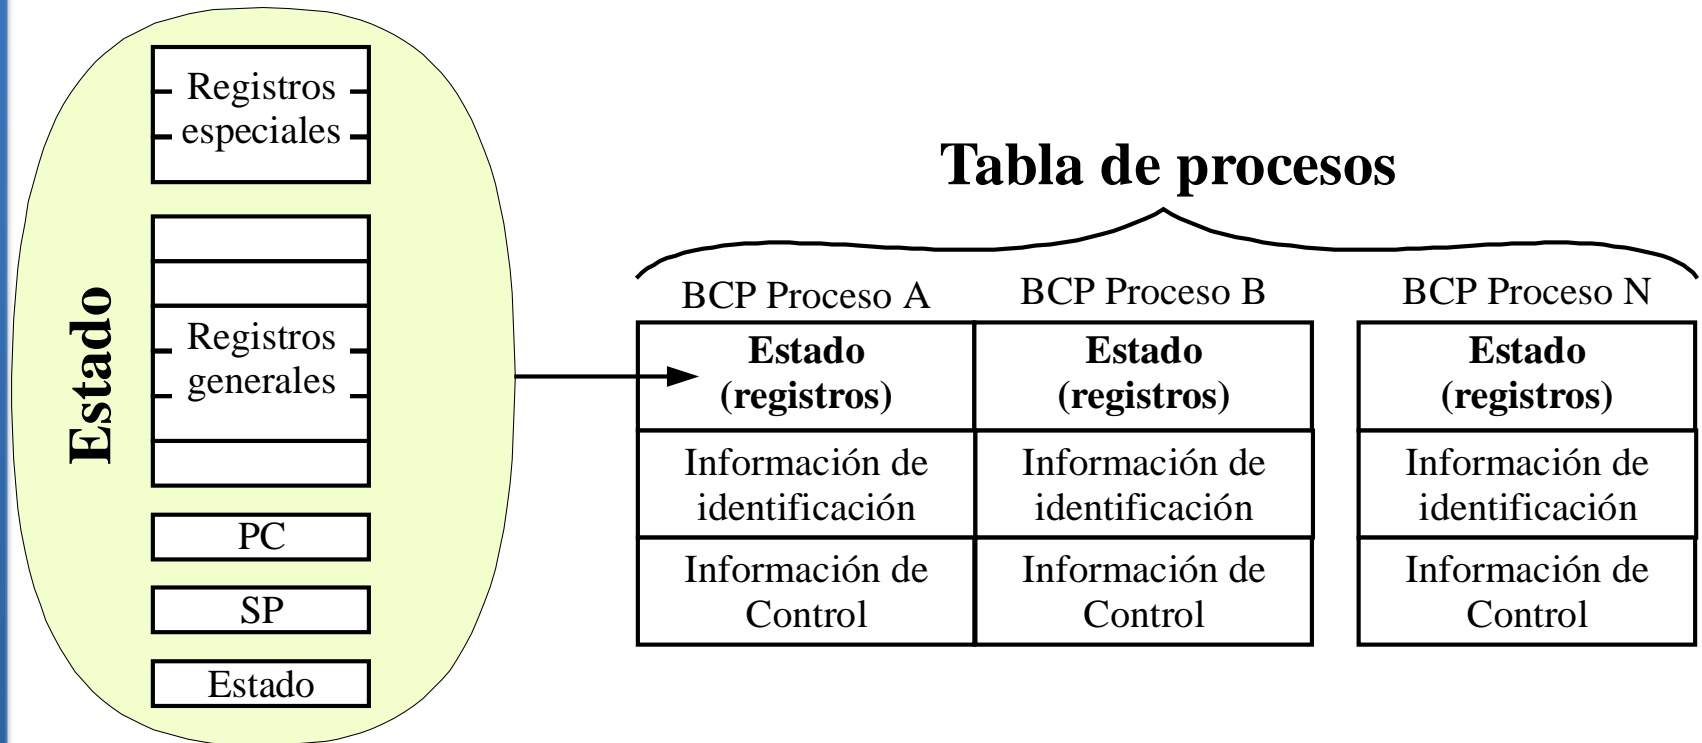 Estado
Registros
especiales
Registros
generales
PC
SP
Estado
Tabla de procesos
BCP Proceso A
BCP Proceso B
BCP Proceso N
Estado
(registros)
Estado
(registros)
Estado
(registros)
Información de
identificación
Información de
identificación
Información de
identificación
Información de
Control
Información de
Control
Información de
Control